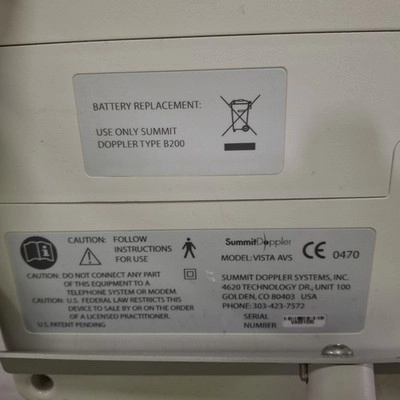 BATTERY REPLACEMENT:
USE ONLY SUMMIT
DOPPLER TYPE B200
CAUTION: FOLLOW
INSTRUCTIONS
FOR USE
CAUTION: DO NOT CONNECT ANY PART
OF THIS EQUIPMENT TO A
TELEPHONE SYSTEM OR MODEM.
CAUTION: U.S. FEDERAL LAW RESTRICTS THIS
DEVICE TO SALE BY OR ON THE ORDER
OF A LICENSED PRACTITIONER.
U.S. PATENT PENDING
SummitDoppler
MODEL: VISTA AVS
CE 0470
SUMMIT DOPPLER SYSTEMS, INC.
4620 TECHNOLOGY DR., UNIT 100
GOLDEN, CO 80403 USA
PHONE: 303-423-7572
SERIAL
NUMBER